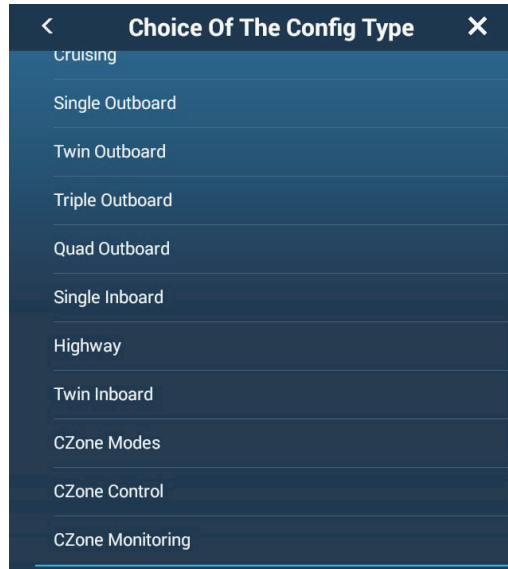 Choice Of The Config Type
Cruising
Single Outboard
Twin Outboard
Triple Outboard
Quad Outboard
Single Inboard
Highway
Twin Inboard
CZone Modes
CZone Control
CZone Monitoring